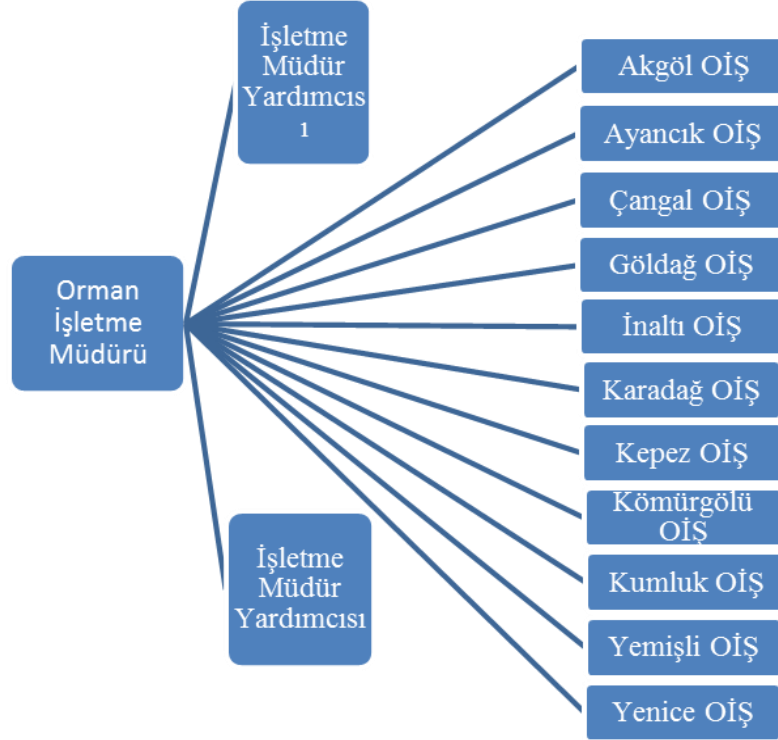 İşletme
Müdür
Yardımcıs
ı
Orman
İşletme
Müdürü
İşletme
Müdür
Yardımcısı
Akgöl OİŞ
Ayancık OİŞ
Çangal OİŞ
Göldağ OİŞ
İnaltı OİŞ
Karadağ OİŞ
Kepez OİŞ
Kömürgölü
OİŞ
Kumluk OİŞ
Yemişli OİŞ
Yenice OİŞ